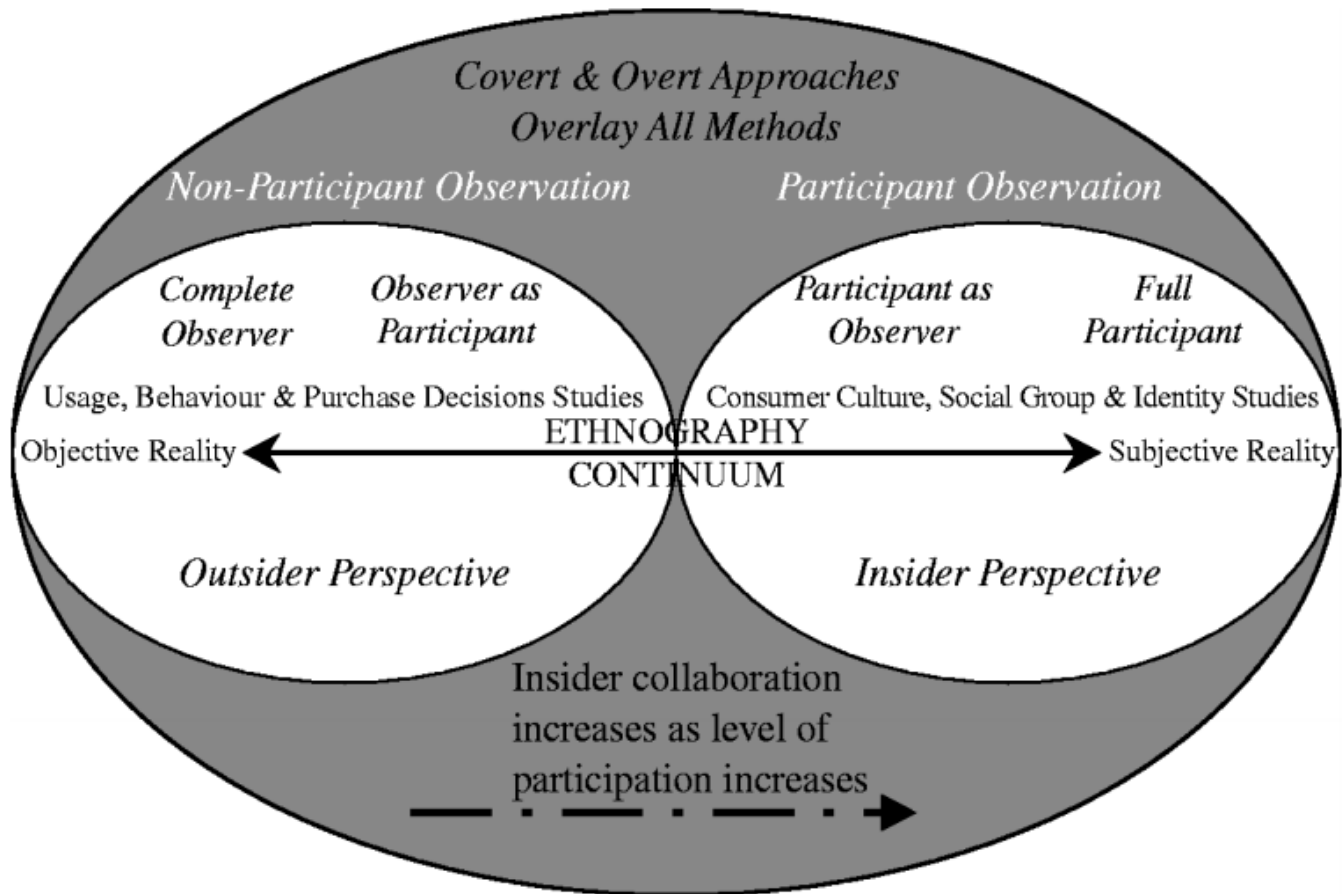 Covert & Overt Approaches
Overlay All Methods
Non-Participant Observation
Participant Observation
Complete
Observer
Observer as
Participant
Participant as
Observer
Full
Participant
Usage, Behaviour & Purchase Decisions Studies
Consumer Culture, Social Group & Identity Studies
ETHNOGRAPHY
CONTINUUM
Objective Reality
Subjective Reality
Outsider Perspective
Insider Perspective
Insider collaboration
increases as level of
participation increases